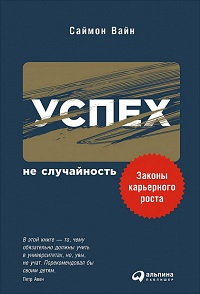 Саймон Вайн
УСПЕХ
не случайность
Законы
карьерного
роста
В этой книге — то, чему
обязательно должны учить
в университетах, но, увы,
не учат. Порекомендовал бы
своим детям.
Петр Авен
АЛЬПИНА
ПАБЛИШЕР